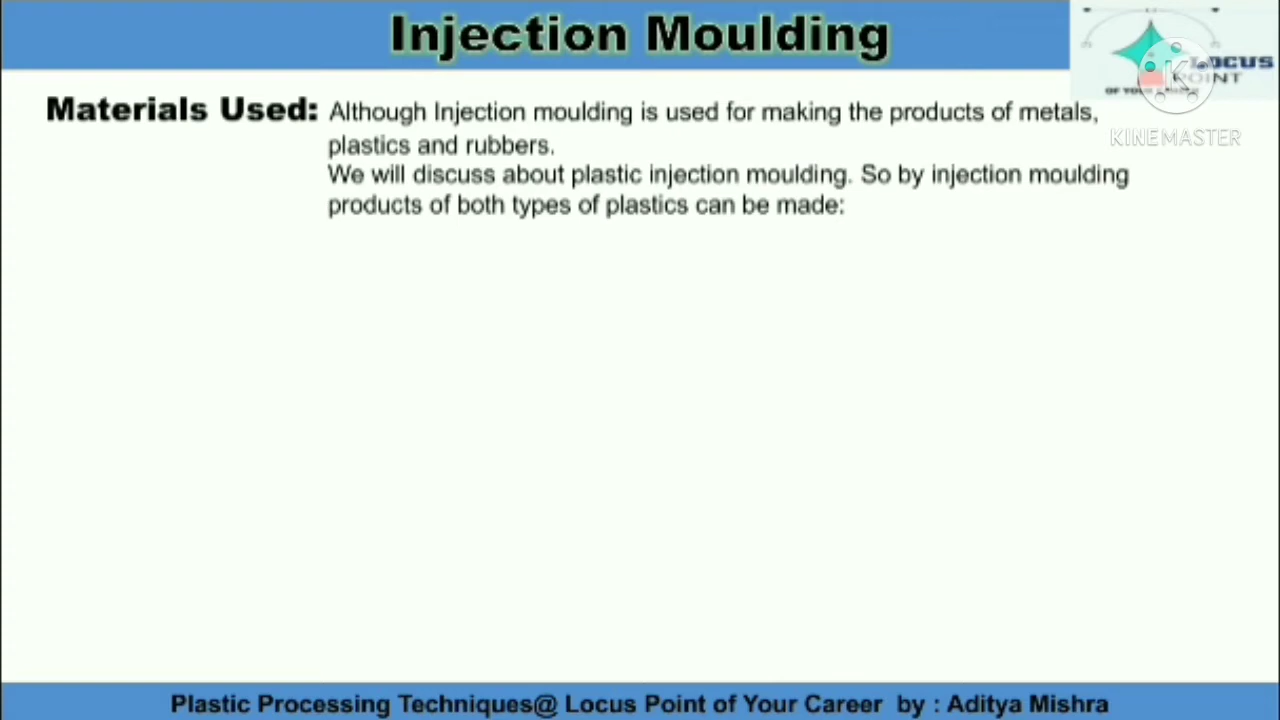 Injection Moulding
LOCUS
POINT
KINEMASTER
Materials Used: Although Injection moulding is used for making the products of metals,
plastics and rubbers.
We will discuss about plastic injection moulding. So by injection moulding
products of both types of plastics can be made:
Plastic Processing Techniques@ Locus Point of Your Career by : Aditya Mishra